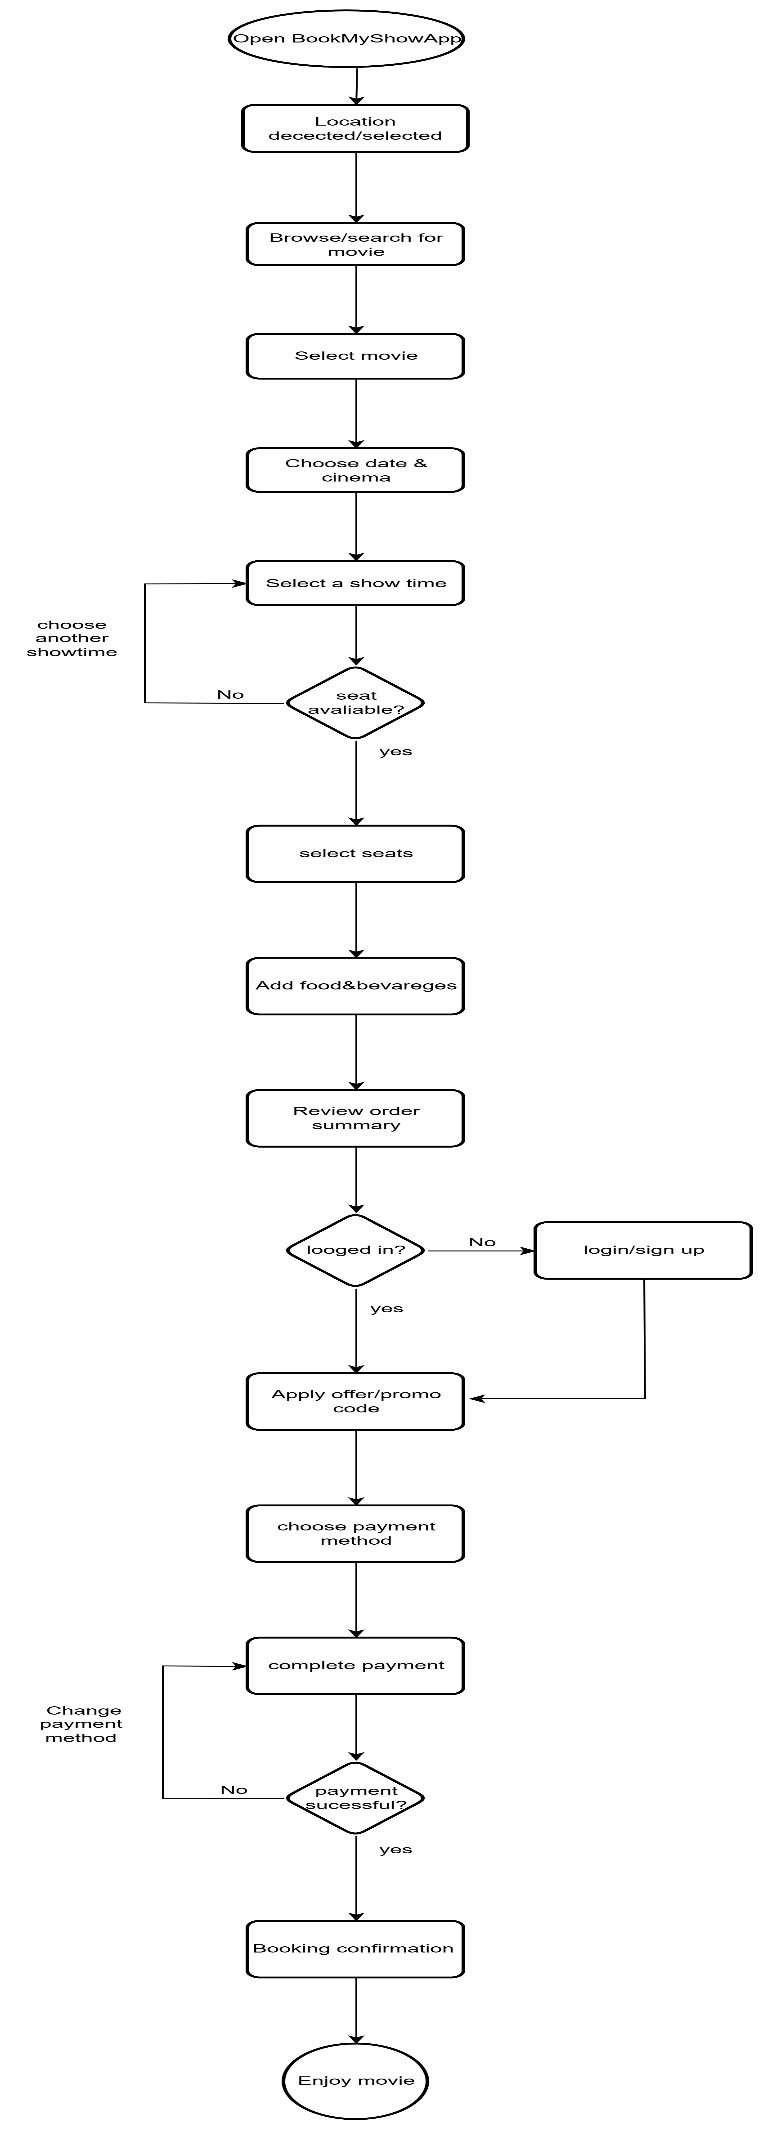 Open BookMyShowApp
Location
decected/selected
Browse/search for
movie
Select movie
Choose date &
cinema
Select a show time
choose
another
showtime
No
seat
avaliable?
yes
select seats
Add food&bevareges
Review order
summary
looged in?
No
login/sign up
yes
Apply offer/promo
code
choose payment
method
complete payment
Change
payment
method
No
payment
sucessful?
yes
Booking confirmation
Enjoy movie